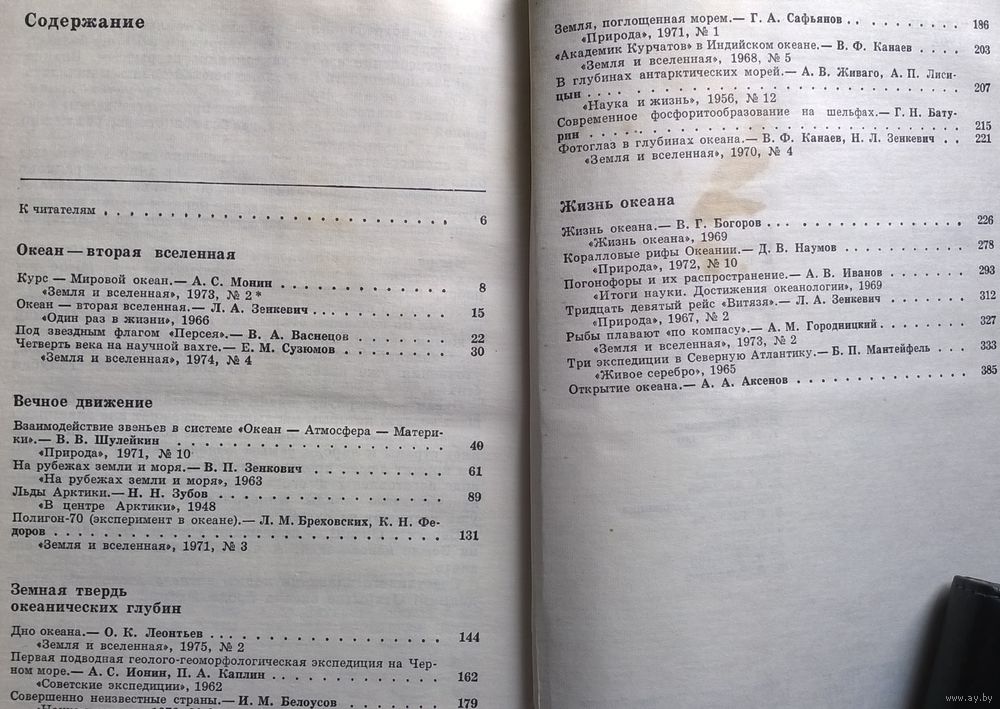 Содержание
К читателям 6
Океан — вторая вселенная
Курс — Мировой океан.— А. С. Монин 8
«Земля и вселенная», 1973, № 2 *
Океан — вторая вселенная.— Л. А. Зенкевич 15
«Один раз в жизни», 1966
Под звездным флагом «Персея».— В. А. Васнецов 22
Четверть века на научной вахте.— Е. М. Сузюмов 30
«Земля и вселенная», 1974, № 4
Вечное движение
Взаимодействие звеньев в системе «Океан — Атмосфера — Матери-
ки».— В. В. Шулейкин 40
«Природа», 1971, № 10
На рубежах земли и моря.— В. П. Зенкович 61
«На рубежах земли и моря», 1963
Льды Арктики.— Н. Н. Зубов 89
«В центре Арктики», 1948
Полигон-70 (эксперимент в океане).— Л. М. Бреховских, К. Н. Фе-
доров 131
«Земля и вселенная», 1971, № 3
Земная твердь
океанических глубин
Дно океана.— О. К. Леонтьев 144
«Земля и вселенная», 1975, № 2
Первая подводная геолого-геоморфологическая экспедиция на Чер-
ном море.— А. С. Ионин, П. А. Каплин 162
«Советские экспедиции», 1962
Совершенно неизвестные страны.— И. М. Белоусов 179
Земля, поглощенная морем.— Г. А. Сафьянов 186
«Природа», 1971, № 1
«Академик Курчатов» в Индийском океане.— В. Ф. Канаев 203
«Земля и вселенная», 1968, № 5
В глубинах антарктических морей.— А. В. Живаго, А. П. Лиси-
цын 207
«Наука и жизнь», 1956, № 12
Современное фосфоритообразование на шельфах.— Г. Н. Бату-
рин 215
Фотоглаз в глубинах океана.— В. Ф. Канаев, Н. Л. Зенкевич 221
«Земля и вселенная», 1970, № 4
Жизнь океана
Жизнь океана.— В. Г. Богоров 226
«Жизнь океана», 1969
Коралловые рифы Океании.— Д. В. Наумов 278
«Природа», 1972, № 10
Погонофоры и их распространение.— А. В. Иванов 293
«Итоги науки. Достижения океанологии», 1969
Тридцать девятый рейс «Витязя».— Л. А. Зенкевич 312
«Природа», 1967, № 2
Рыбы плавают «по компасу».— А. М. Городницкий 327
«Земля и вселенная», 1973, № 2
Три экспедиции в Северную Атлантику.— Б. П. Мантейфель 333
«Живое серебро», 1965
Открытие океана.— А. А. Аксенов 385
www.ay.by